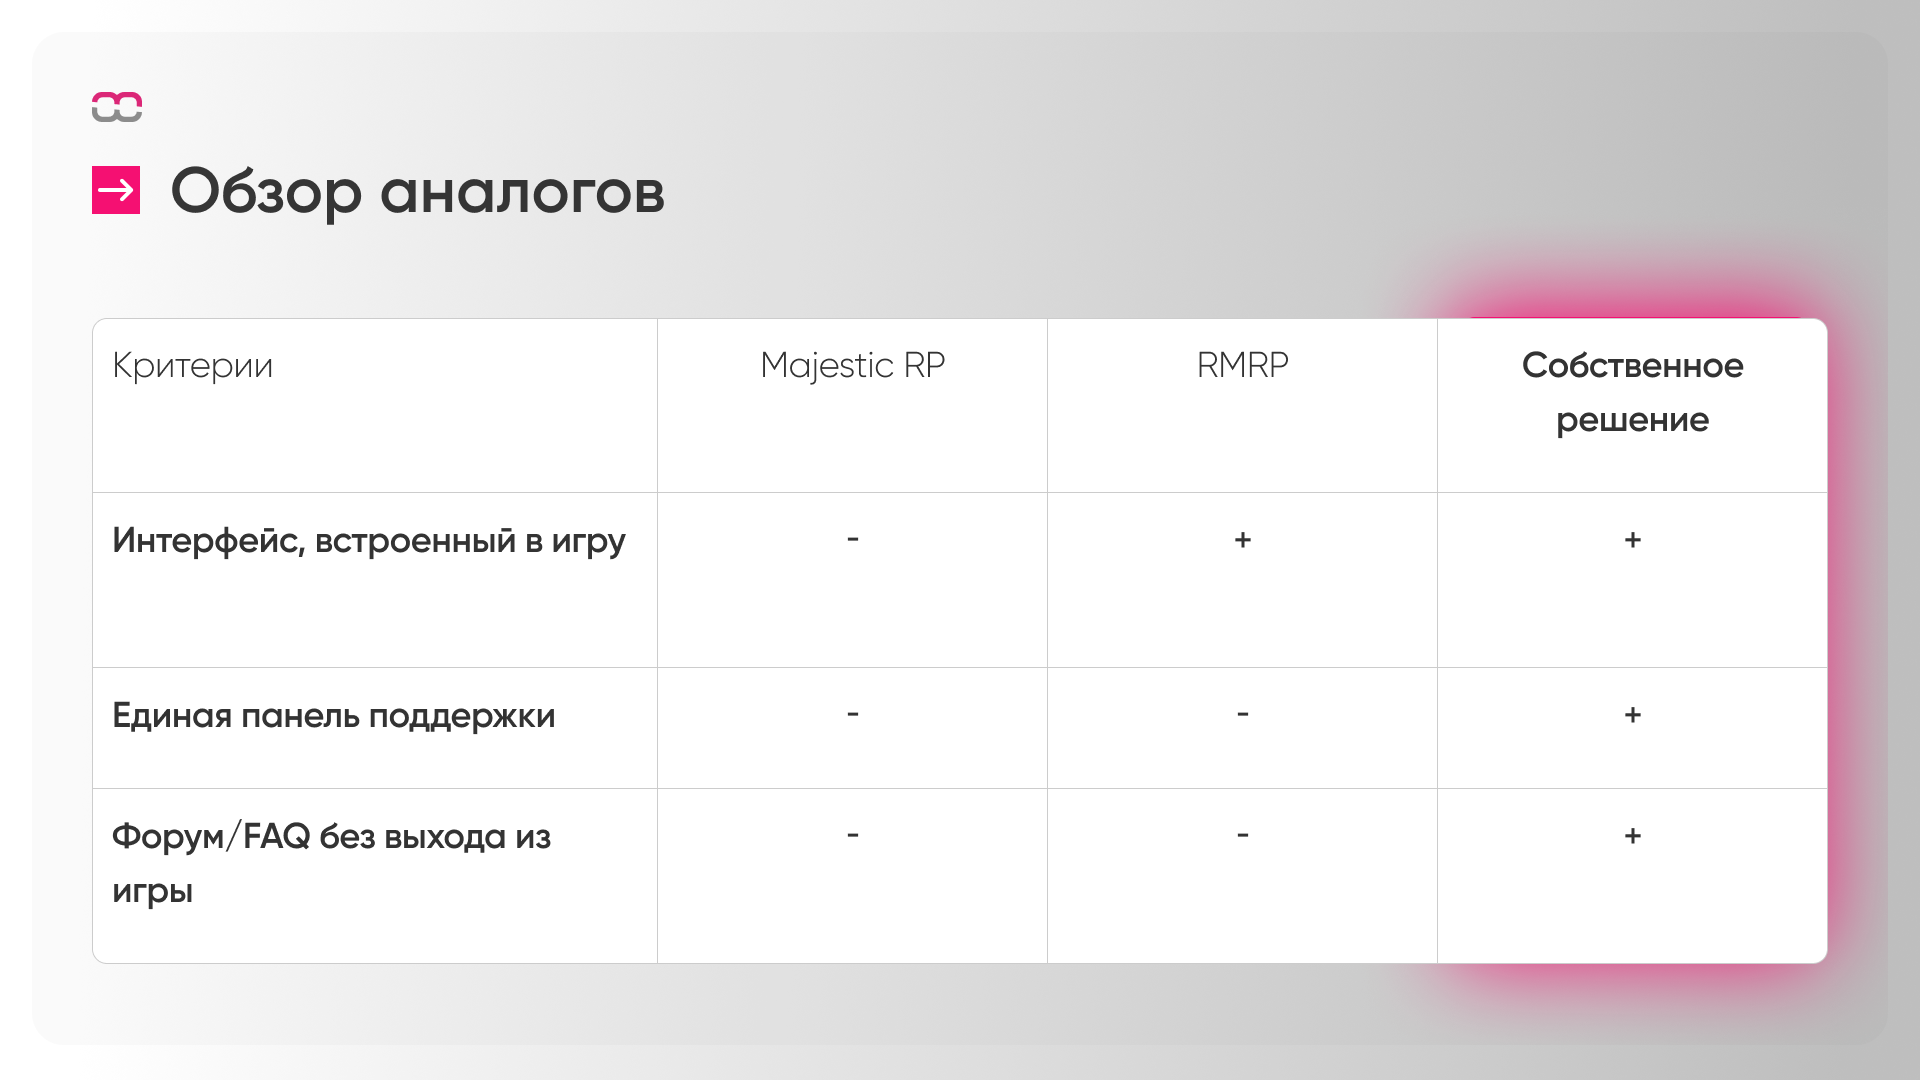 Обзор аналогов
Критерии
Majestic RP
RMRP
Собственное
решение
Интерфейс, встроенный в игру
-
+
+
Единая панель поддержки
-
-
+
Форум/FAQ без выхода из
игры
-
-
+